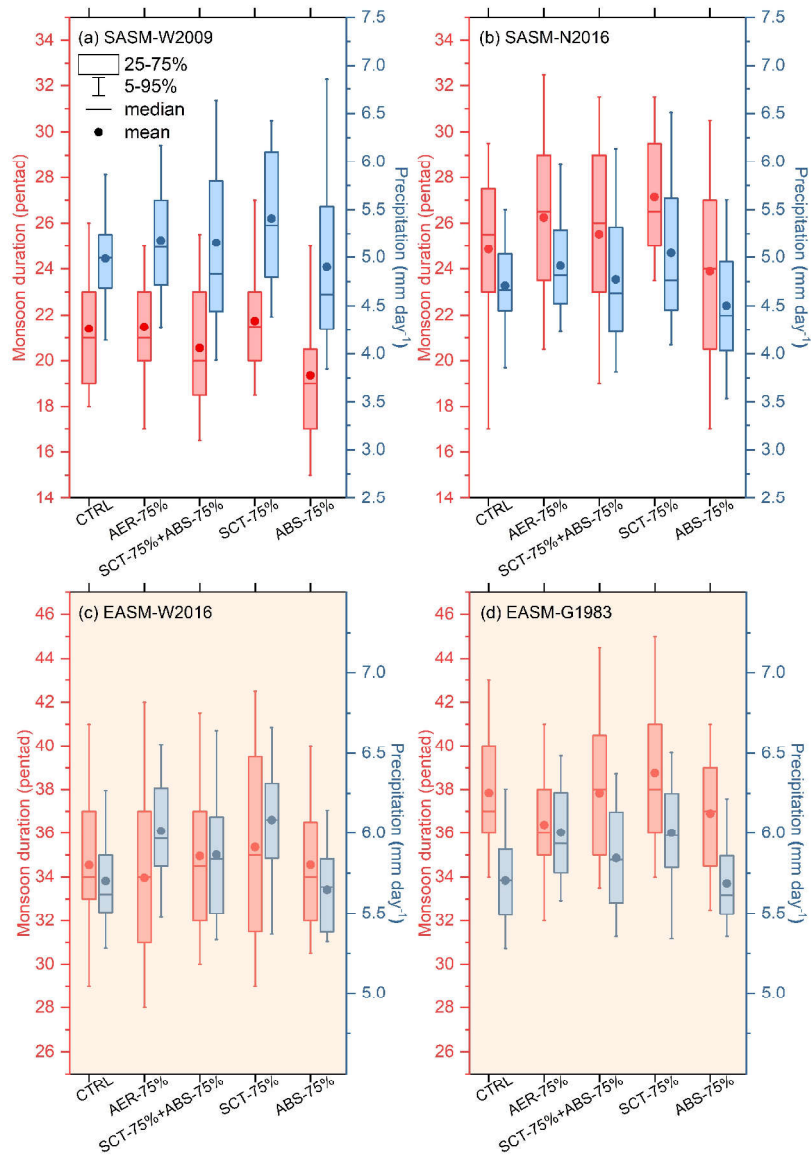 (a) SASM-W2009
25-75%
5-95%
median
mean
Monsoon duration (pentad)
34
32
30
28
26
24
22
20
18
16
14
Precipitation (mm day-1)
7.5
7.0
6.5
6.0
5.5
5.0
4.5
4.0
3.5
3.0
2.5
CTRL
AER-75%
SCT-75%+ABS-75%
SCT-75%
ABS-75%
(b) SASM-N2016
Monsoon duration (pentad)
34
32
30
28
26
24
22
20
18
16
14
Precipitation (mm day-1)
7.5
7.0
6.5
6.0
5.5
5.0
4.5
4.0
3.5
3.0
2.5
CTRL
AER-75%
SCT-75%+ABS-75%
SCT-75%
ABS-75%
(c) EASM-W2016
Monsoon duration (pentad)
46
44
42
40
38
36
34
32
30
28
26
Precipitation (mm day-1)
7.0
6.5
6.0
5.5
5.0
CTRL
AER-75%
SCT-75%+ABS-75%
SCT-75%
ABS-75%
(d) EASM-G1983
Monsoon duration (pentad)
46
44
42
40
38
36
34
32
30
28
26
Precipitation (mm day-1)
7.0
6.5
6.0
5.5
5.0
CTRL
AER-75%
SCT-75%+ABS-75%
SCT-75%
ABS-75%